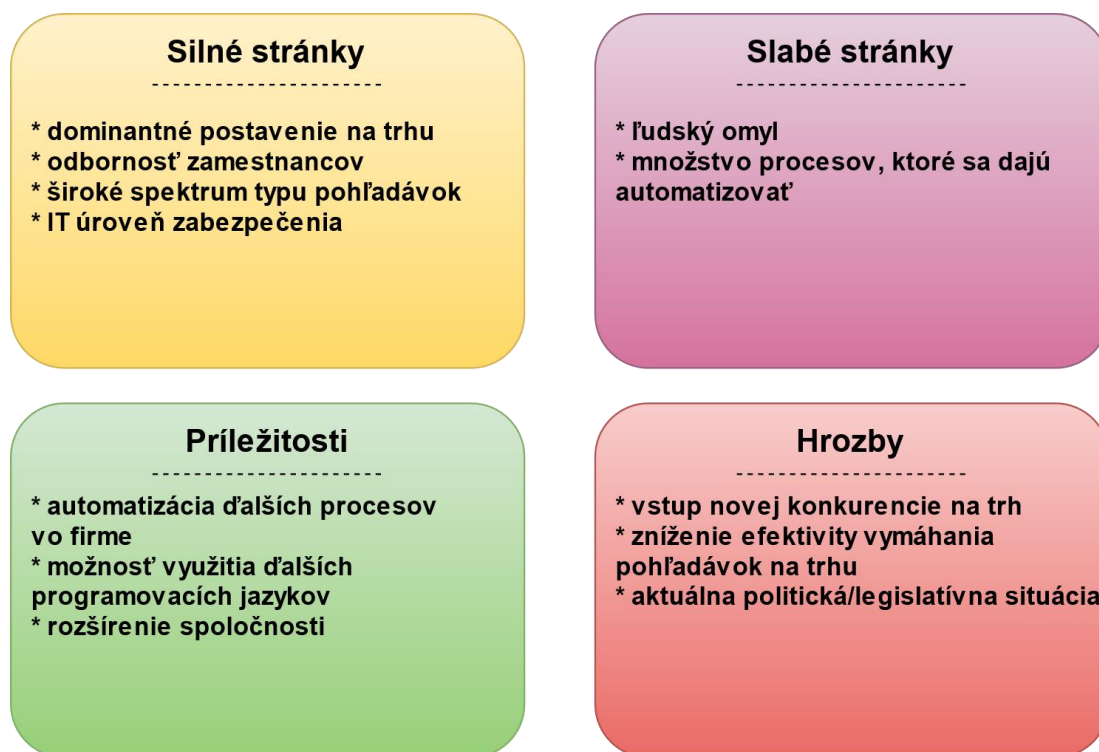 Silné stránky
-----------------------
* dominantné postavenie na trhu
* odbornosť zamestnancov
* široké spektrum typu pohľadávok
* IT úroveň zabezpečenia
Slabé stránky
-----------------------
* ľudský omyl
* množstvo procesov, ktoré sa dajú
automatizovať
Príležitosti
-----------------------
* automatizácia ďalších procesov
vo firme
* možnosť využitia ďalších
programovacích jazykov
* rozšírenie spoločnosti
Hrozby
-----------------------
* vstup novej konkurencie na trh
* zníženie efektivity vymáhania
pohľadávok na trhu
* aktuálna politická/legislatívna situácia